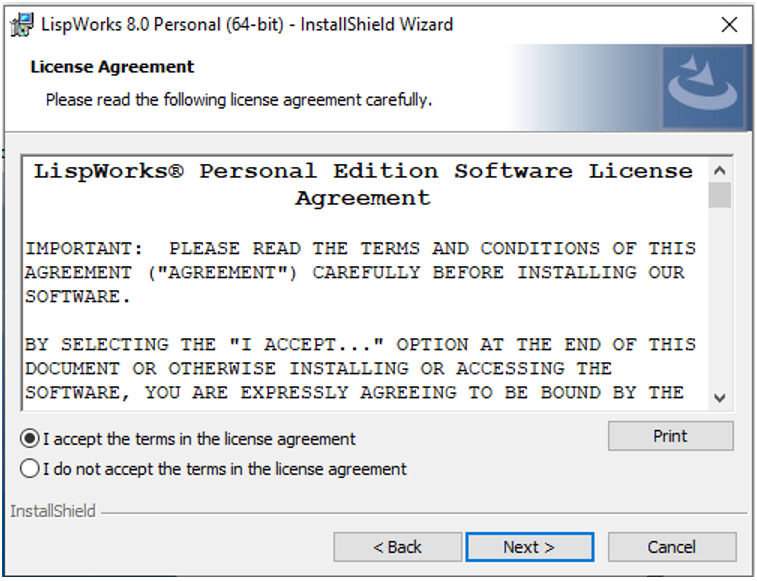 LispWorks 8.0 Personal (64-bit) - InstallShield Wizard
License Agreement
Please read the following license agreement carefully.
LispWorks® Personal Edition Software License
Agreement
IMPORTANT:  PLEASE READ THE TERMS AND CONDITIONS OF THIS
AGREEMENT ("AGREEMENT") CAREFULLY BEFORE INSTALLING OUR
SOFTWARE.
BY SELECTING THE "I ACCEPT..." OPTION AT THE END OF THIS
DOCUMENT OR OTHERWISE INSTALLING OR ACCESSING THE
SOFTWARE, YOU ARE EXPRESSLY AGREEING TO BE BOUND BY THE
I accept the terms in the license agreement
Print
I do not accept the terms in the license agreement
InstallShield
< Back Next > Cancel